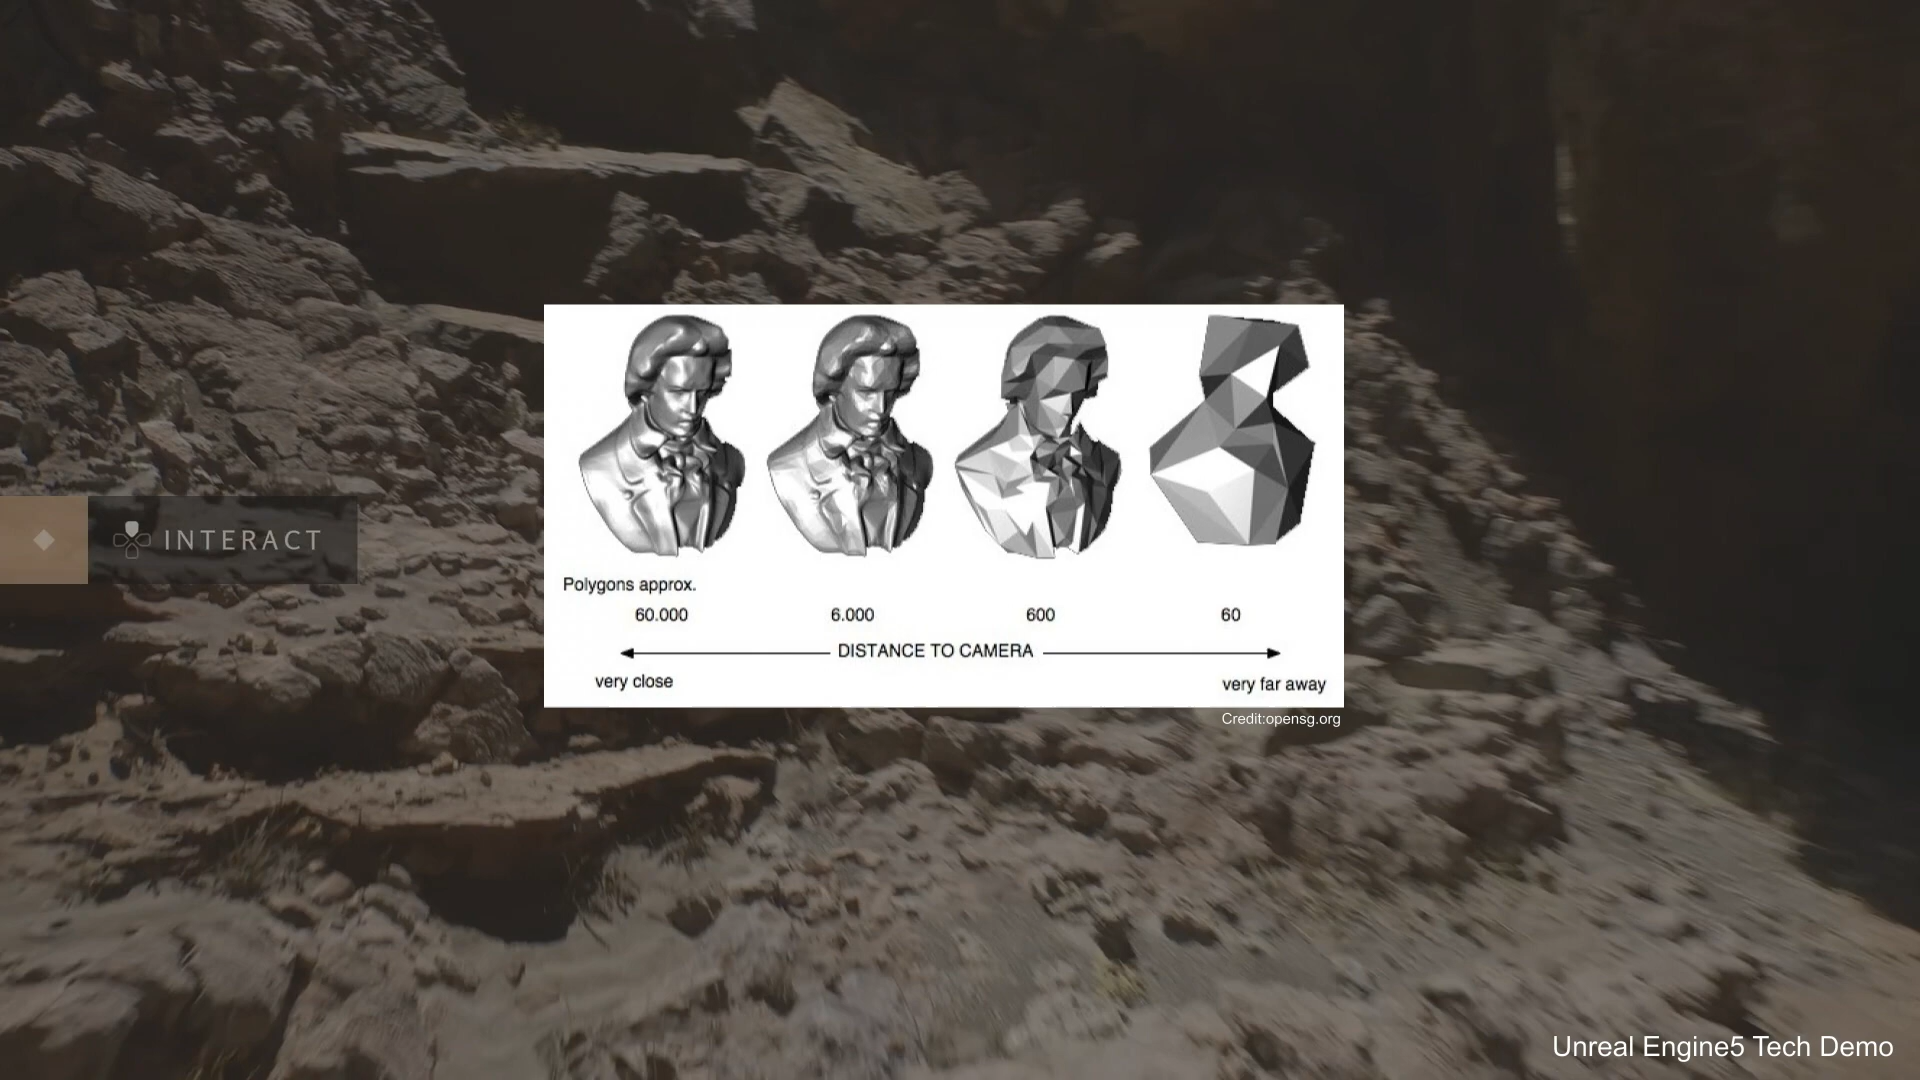 INTERACT
Polygons approx.
60.000 6.000 600 60
DISTANCE TO CAMERA
very close very far away
Credit:opensg.org
Unreal Engine5 Tech Demo